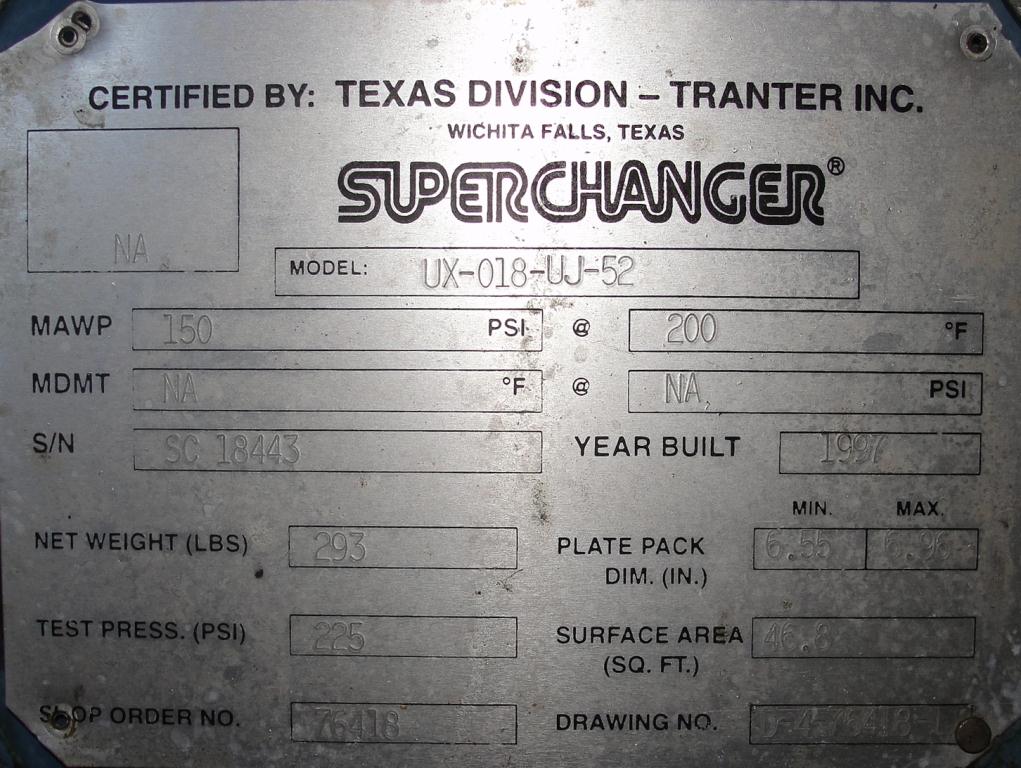 CERTIFIED BY: TEXAS DIVISION – TRANTER INC.
WICHITA FALLS, TEXAS
SUPERCHANGER®
NA
MODEL: UX-018-UJ-52
MAWP 150 PSI @ 200 °F
MDMT NA °F @ NA PSI
S/N SC 18443 YEAR BUILT 1997
MIN. MAX.
NET WEIGHT (LBS) 293 PLATE PACK 6.55 6.96
DIM. (IN.)
TEST PRESS. (PSI) 225 SURFACE AREA 46.8
(SQ. FT.)
SHOP ORDER NO. 76418 DRAWING NO.